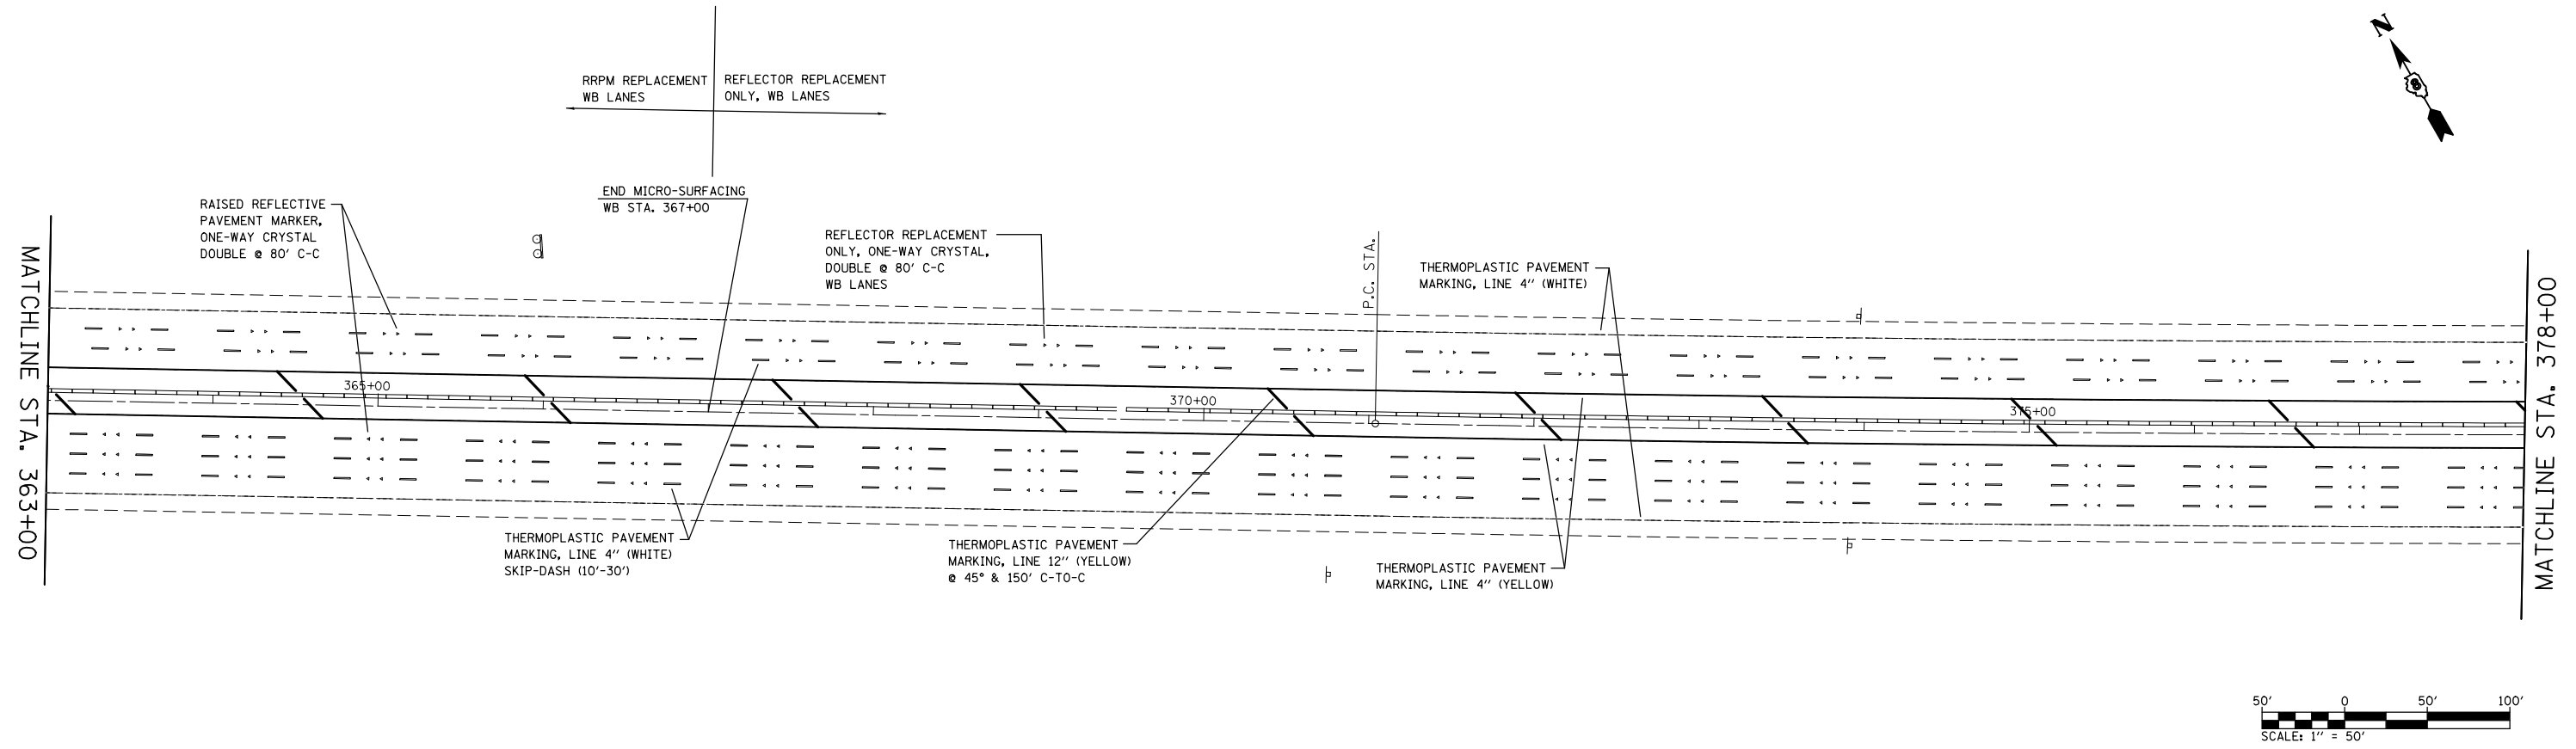 N
8
RRPM REPLACEMENT
WB LANES
REFLECTOR REPLACEMENT
ONLY, WB LANES
END MICRO-SURFACING
WB STA. 367+00
RAISED REFLECTIVE
PAVEMENT MARKER,
ONE-WAY CRYSTAL
DOUBLE @ 80' C-C
REFLECTOR REPLACEMENT
ONLY, ONE-WAY CRYSTAL,
DOUBLE @ 80' C-C
WB LANES
P.C. STA.
THERMOPLASTIC PAVEMENT
MARKING, LINE 4" (WHITE)
MATCHLINE STA. 363+00
365+00
370+00
375+00
MATCHLINE STA. 378+00
THERMOPLASTIC PAVEMENT
MARKING, LINE 4" (WHITE)
SKIP-DASH (10'-30')
THERMOPLASTIC PAVEMENT
MARKING, LINE 12" (YELLOW)
@ 45° & 150' C-TO-C
THERMOPLASTIC PAVEMENT
MARKING, LINE 4" (YELLOW)
50' 0 50' 100'
SCALE: 1" = 50'